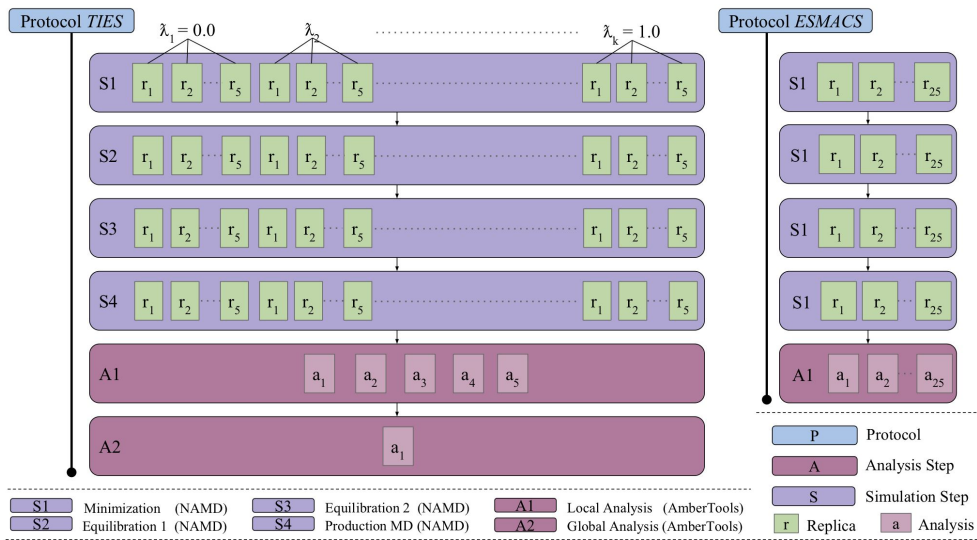 Protocol TIES
Protocol ESMACS
λ̃1 = 0.0 λ̃2 λ̃k = 1.0
S1 r1 r2 r5 r1 r2 r5 r1 r2 r5
S2 r1 r2 r5 r1 r2 r5 r1 r2 r5
S3 r1 r2 r5 r1 r2 r5 r1 r2 r5
S4 r1 r2 r5 r1 r2 r5 r1 r2 r5
A1 a1 a2 a3 a4 a5
A2 a1
S1 r1 r2 r25
S1 r1 r2 r25
S1 r1 r2 r25
S1 r1 r2 r25
A1 a1 a2 a25
P Protocol
A Analysis Step
S Simulation Step
r Replica a Analysis
S1 Minimization (NAMD) S3 Equilibration 2 (NAMD) A1 Local Analysis (AmberTools)
S2 Equilibration 1 (NAMD) S4 Production MD (NAMD) A2 Global Analysis (AmberTools)